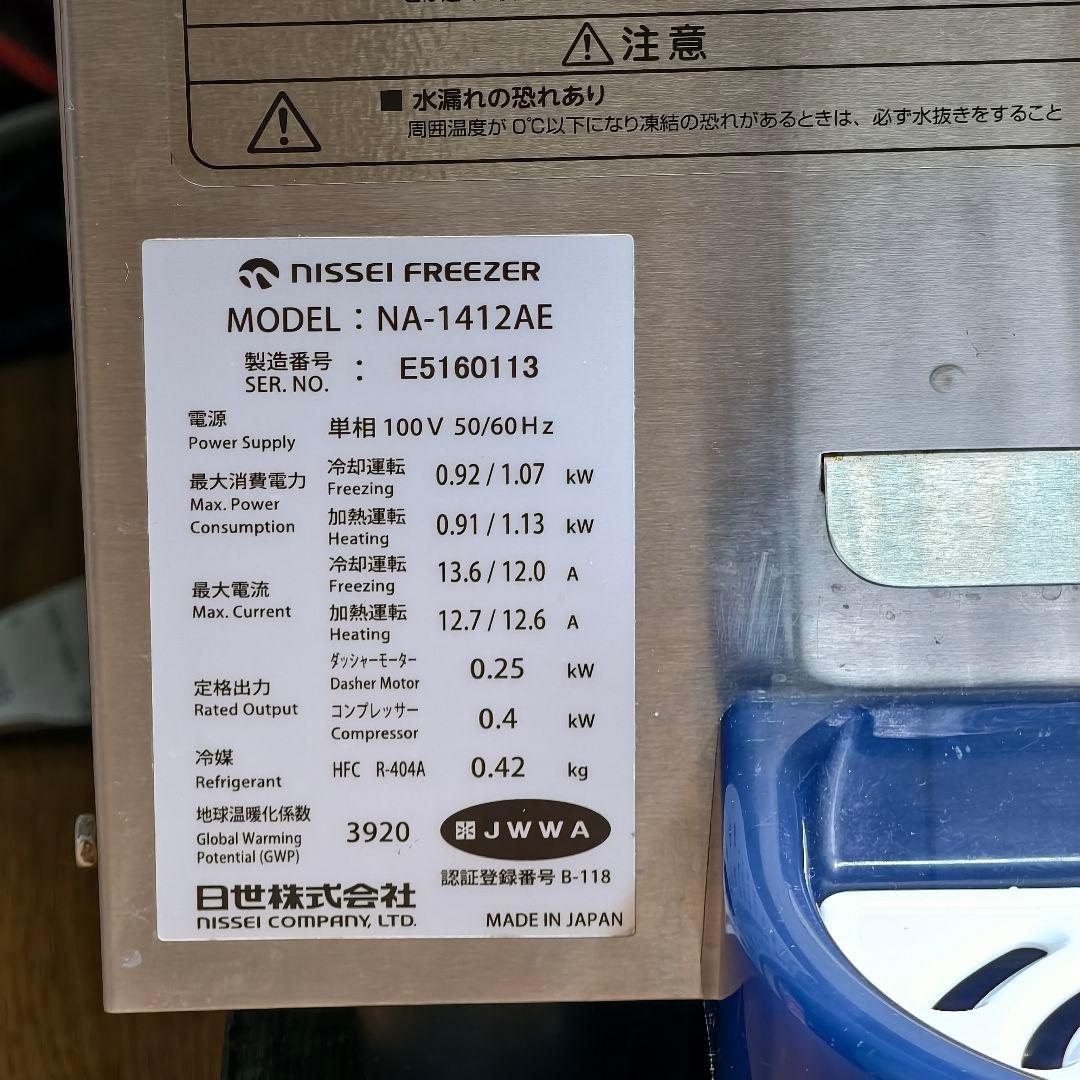 注意
■ 水漏れの恐れあり
周囲温度が 0℃以下になり凍結の恐れがあるときは、必ず水抜きをすること
NISSEI FREEZER
MODEL : NA-1412AE
製造番号
SER. NO. : E5160113
電源
Power Supply
単相 100V 50/60Hz
最大消費電力
Max. Power
Consumption
冷却運転
Freezing
0.92 / 1.07 kW
加熱運転
Heating
0.91 / 1.13 kW
最大電流
Max. Current
冷却運転
Freezing
13.6 / 12.0 A
加熱運転
Heating
12.7 / 12.6 A
定格出力
Rated Output
ダッシャーモーター
Dasher Motor
0.25 kW
コンプレッサー
Compressor
0.4 kW
冷媒
Refrigerant
HFC R-404A 0.42 kg
地球温暖化係数
Global Warming
Potential (GWP)
3920
JWWA
認証登録番号 B-118
日世株式会社
NISSEI COMPANY, LTD.
MADE IN JAPAN